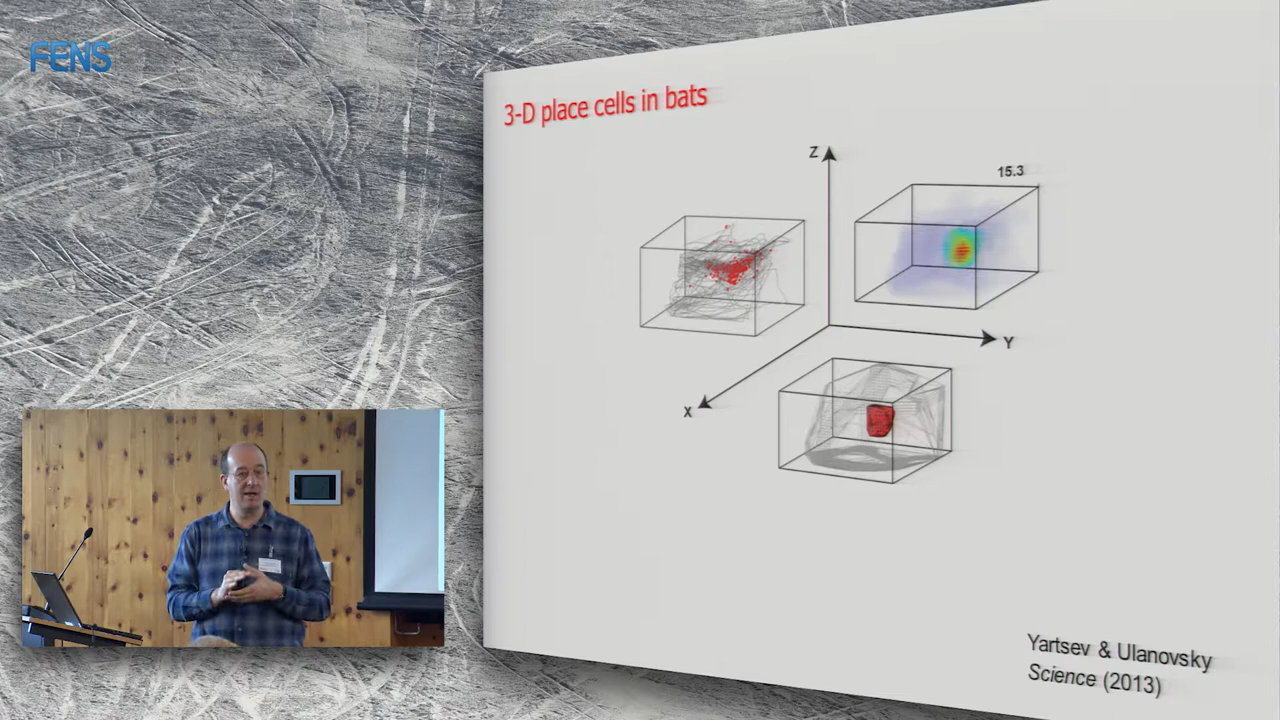 FENS
3-D place cells in bats
Z
15.3
Y
X
Yartsev & Ulanovsky
Science (2013)